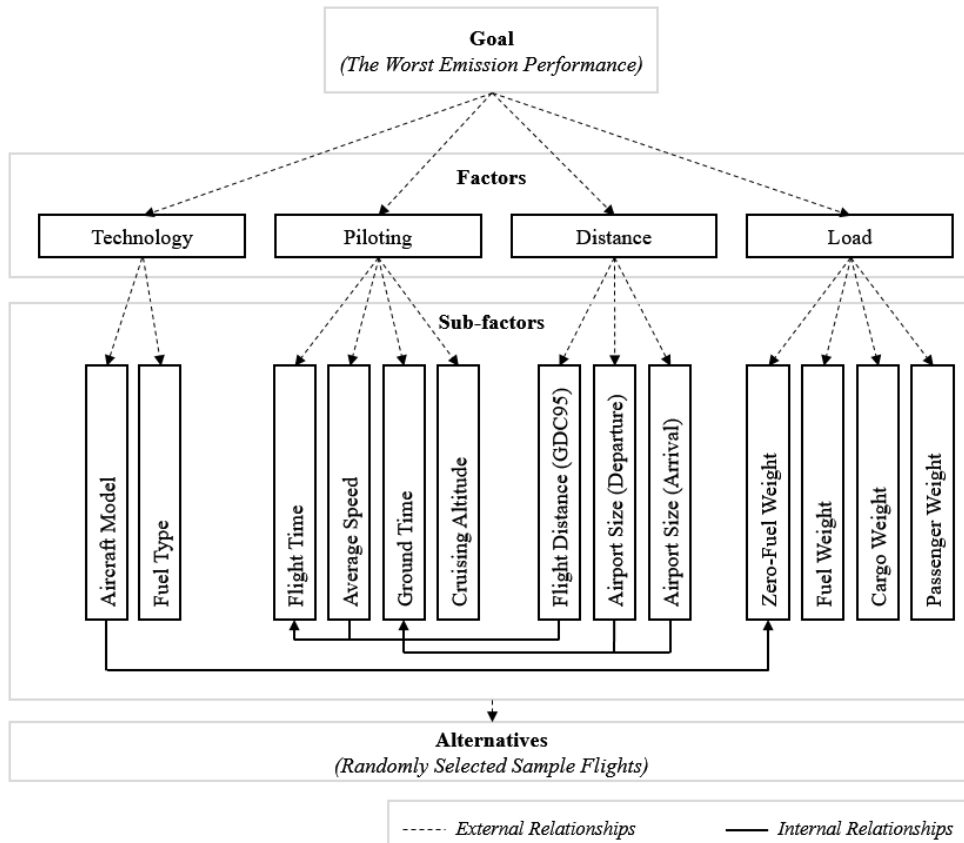 Goal
(The Worst Emission Performance)
Factors
Technology
Piloting
Distance
Load
Sub-factors
Aircraft Model
Fuel Type
Flight Time
Average Speed
Ground Time
Cruising Altitude
Flight Distance (GDC95)
Airport Size (Departure)
Airport Size (Arrival)
Zero-Fuel Weight
Fuel Weight
Cargo Weight
Passenger Weight
Alternatives
(Randomly Selected Sample Flights)
External Relationships
Internal Relationships